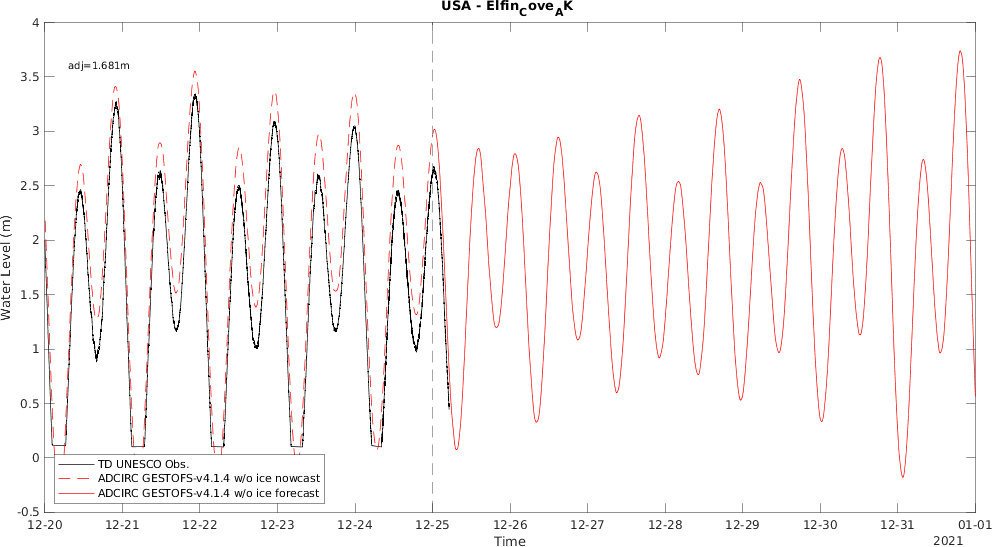 USA - Elfin_Cove_AK
adj=1.681m
Water Level (m)
4
3.5
3
2.5
2
1.5
1
0.5
0
-0.5
TD UNESCO Obs.
ADCIRC GESTOFS-v4.1.4 w/o ice nowcast
ADCIRC GESTOFS-v4.1.4 w/o ice forecast
12-20 12-21 12-22 12-23 12-24 12-25 12-26 12-27 12-28 12-29 12-30 12-31 01-01
Time
2021